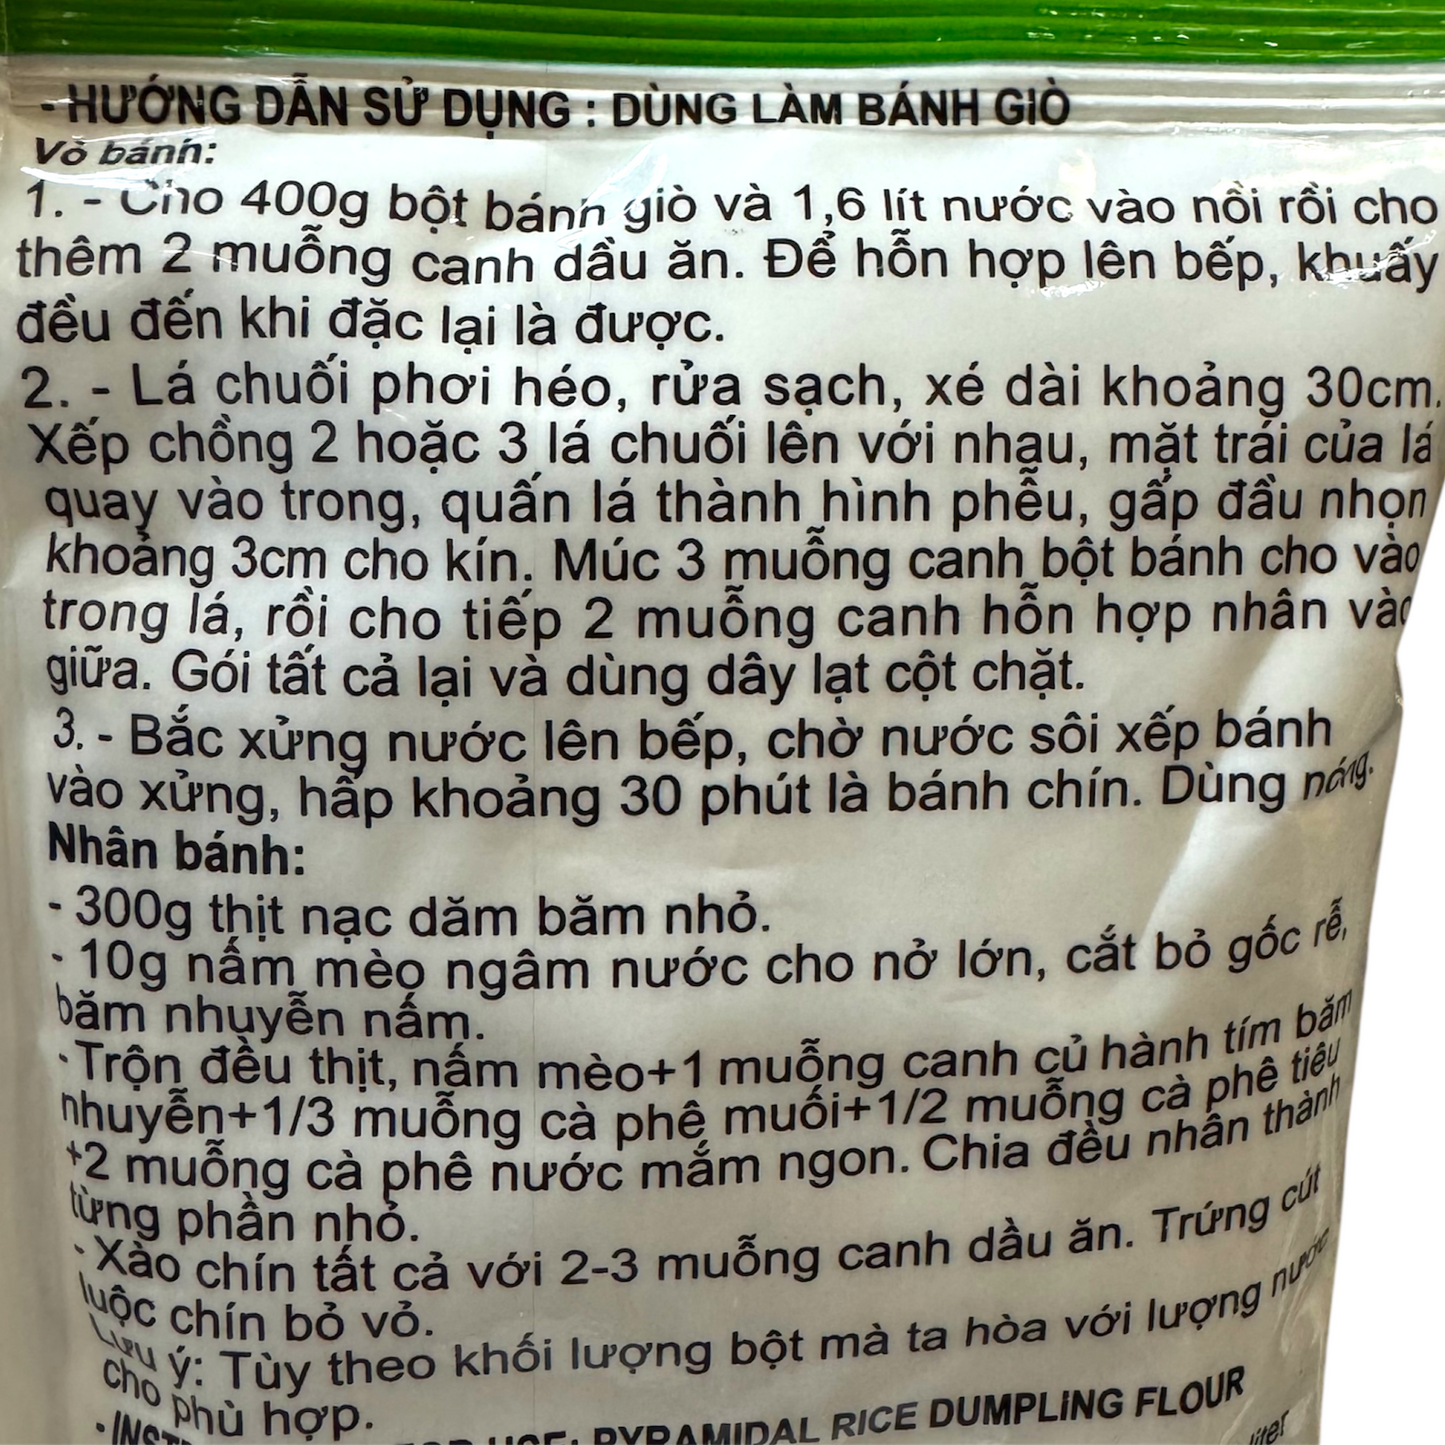 - HƯỚNG DẪN SỬ DỤNG : DÙNG LÀM BÁNH GIÒ
Vỏ bánh:
1. - Cho 400g bột bánh giò và 1,6 lít nước vào nồi rồi cho
thêm 2 muỗng canh dầu ăn. Để hỗn hợp lên bếp, khuấy
đều đến khi đặc lại là được.
2. - Lá chuối phơi héo, rửa sạch, xé dài khoảng 30cm.
Xếp chồng 2 hoặc 3 lá chuối lên với nhau, mặt trái của lá
quay vào trong, quấn lá thành hình phễu, gấp đầu nhọn
khoảng 3cm cho kín. Múc 3 muỗng canh bột bánh cho vào
trong lá, rồi cho tiếp 2 muỗng canh hỗn hợp nhân vào
giữa. Gói tất cả lại và dùng dây lạt cột chặt.
3. - Bắc xửng nước lên bếp, chờ nước sôi xếp bánh
vào xửng, hấp khoảng 30 phút là bánh chín. Dùng nóng.
Nhân bánh:
- 300g thịt nạc dăm băm nhỏ.
- 10g nấm mèo ngâm nước cho nở lớn, cắt bỏ gốc rễ,
băm nhuyễn nấm.
- Trộn đều thịt, nấm mèo+1 muỗng canh củ hành tím băm
nhuyễn+1/3 muỗng cà phê muối+1/2 muỗng cà phê tiêu
+2 muỗng cà phê nước mắm ngon. Chia đều nhân thành
từng phần nhỏ.
- Xào chín tất cả với 2-3 muỗng canh dầu ăn. Trứng cút
luộc chín bỏ vỏ.
Lưu ý: Tùy theo khối lượng bột mà ta hòa với lượng nước
cho phù hợp.
USE: PYRAMIDAL RICE DUMPLING FLOUR
liter